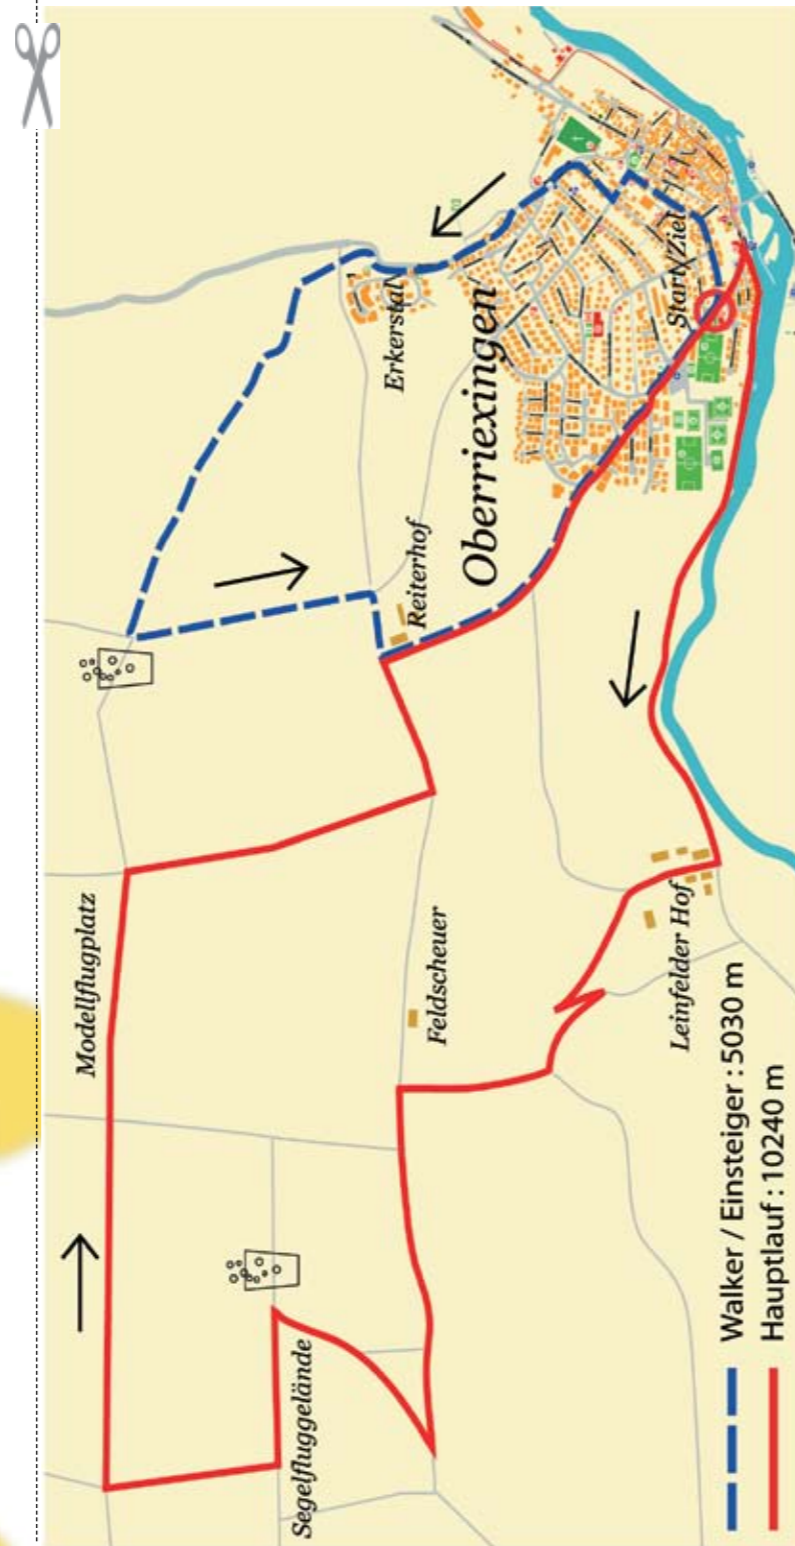 Modellflugplatz
Segelfluggelände
Feldscheuer
Reiterhof
Erkerstal
Oberriexingen
Start/Ziel
Leinfelder Hof
Walker / Einsteiger : 5030 m
Hauptlauf : 10240 m